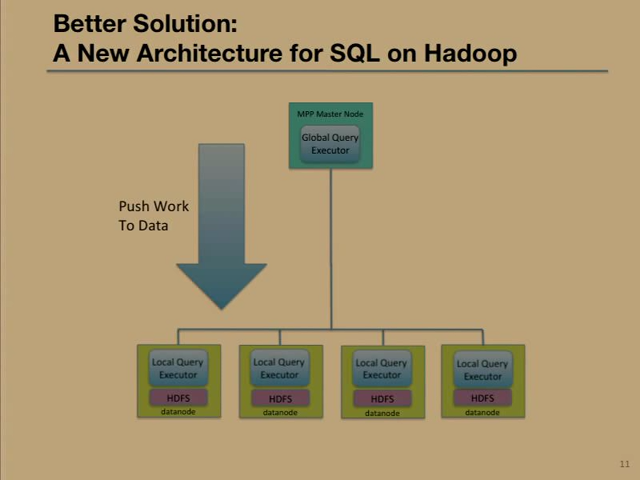 Better Solution:
A New Architecture for SQL on Hadoop
MPP Master Node
Global Query
Executor
Push Work
To Data
Local Query
Executor
HDFS
datanode
Local Query
Executor
HDFS
datanode
Local Query
Executor
HDFS
datanode
Local Query
Executor
HDFS
datanode
11